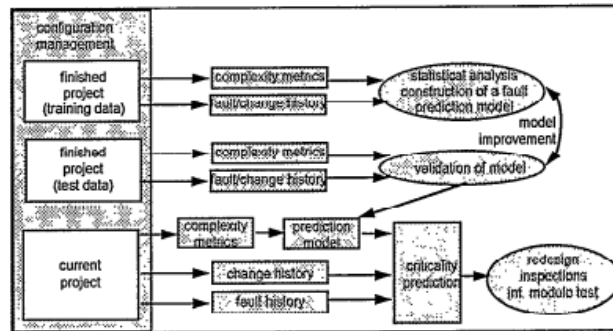 configuration
management
finished
project
(training data)
complexity metrics
fault/change history
statistical analysis
construction of a fault
prediction model
model
improvement
finished
project
(test data)
complexity metrics
fault/change history
validation of model
current
project
complexity
metrics
prediction
model
change history
fault history
criticality
prediction
redesign
inspections
(inf. module test)